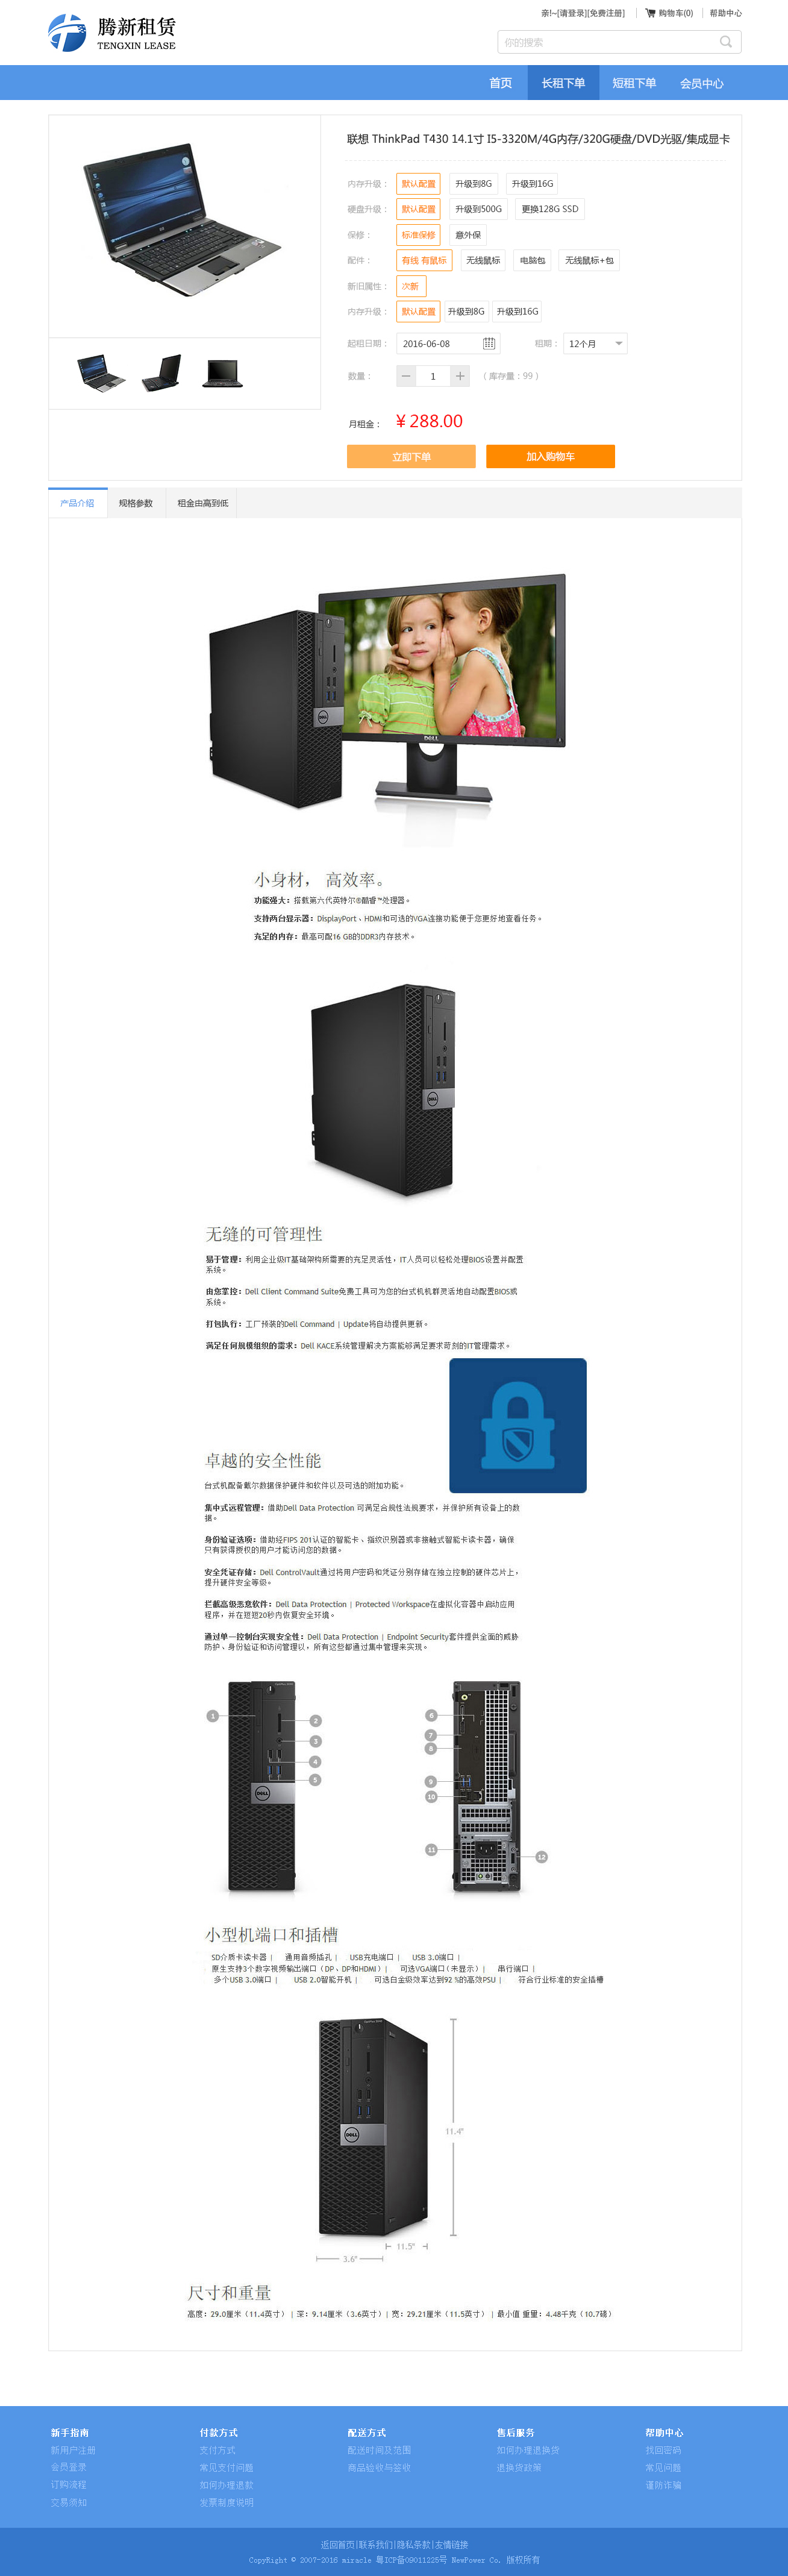 腾新租赁
TENGXIN LEASE
亲!~[请登录][免费注册] 购物车(0) 帮助中心
你的搜索
首页 长租下单 短租下单 会员中心
联想 ThinkPad T430 14.1寸 I5-3320M/4G内存/320G硬盘/DVD光驱/集成显卡
内存升级： 默认配置 升级到8G 升级到16G
硬盘升级： 默认配置 升级到500G 更换128G SSD
保修： 标准保修 意外保
配件： 有线 有鼠标 无线鼠标 电脑包 无线鼠标+包
新旧属性： 次新
内存升级： 默认配置 升级到8G 升级到16G
起租日期： 2016-06-08 租期： 12个月
数量： 1 （ 库存量：99 ）
月租金： ¥288.00
立即下单 加入购物车
产品介绍 规格参数 租金由高到低
DELL
DELL
小身材， 高效率。
功能强大：搭载第六代英特尔®酷睿™处理器。
支持两台显示器：DisplayPort、HDMI和可选的VGA连接功能便于您更好地查看任务。
充足的内存：最高可配16 GB的DDR3内存技术。
DELL
无缝的可管理性
易于管理：利用企业级IT基础架构所需要的充足灵活性，IT人员可以轻松处理BIOS设置并配置
系统。
由您掌控：Dell Client Command Suite免费工具可为您的台式机机群灵活地自动配置BIOS或
系统。
打包执行：工厂预装的Dell Command | Update将自动提供更新。
满足任何规模组织的需求：Dell KACE系统管理解决方案能够满足要求苛刻的IT管理需求。
卓越的安全性能
台式机配备戴尔数据保护硬件和软件以及可选的附加功能。
集中式远程管理：借助Dell Data Protection 可满足合规性法规要求，并保护所有设备上的数
据。
身份验证选项：借助经FIPS 201认证的智能卡、指纹识别器或非接触式智能卡读卡器，确保
只有获得授权的用户才能访问您的数据。
安全凭证存储：Dell ControlVault通过将用户密码和凭证分别存储在独立控制的硬件芯片上，
提升硬件安全等级。
拦截高级恶意软件：Dell Data Protection | Protected Workspace在虚拟化容器中启动应用
程序，并在短短20秒内恢复安全环境。
通过单一控制台实现安全性：Dell Data Protection | Endpoint Security套件提供全面的威胁
防护、身份验证和访问管理以，所有这些都通过集中管理来实现。
1 2 3 4 5 DELL
6 7 8 9 10 11 12
小型机端口和插槽
SD介质卡读卡器 | 通用音频插孔 | USB充电端口 | USB 3.0端口 |
原生支持3个数字视频输出端口（DP、DP和HDMI）| 可选VGA端口（未显示）| 串行端口 |
多个USB 3.0端口 | USB 2.0智能开机 | 可选白金级效率达到92 %的高效PSU | 符合行业标准的安全插槽
DELL
11.4"
11.5"
3.6"
尺寸和重量
高度：29.0厘米（11.4英寸）| 深：9.14厘米（3.6英寸）| 宽：29.21厘米（11.5英寸） | 最小值 重里：4.48千克（10.7磅）
新手指南 付款方式 配送方式 售后服务 帮助中心
新用户注册 支付方式 配送时间及范围 如何办理退换货 找回密码
会员登录 常见支付问题 商品验收与签收 退换货政策 常见问题
订购流程 如何办理退款 谨防诈骗
交易须知 发票制度说明
返回首页|联系我们|隐私条款|友情链接
CopyRight © 2007-2016 miracle 粤ICP备09011225号 NewPower Co. 版权所有